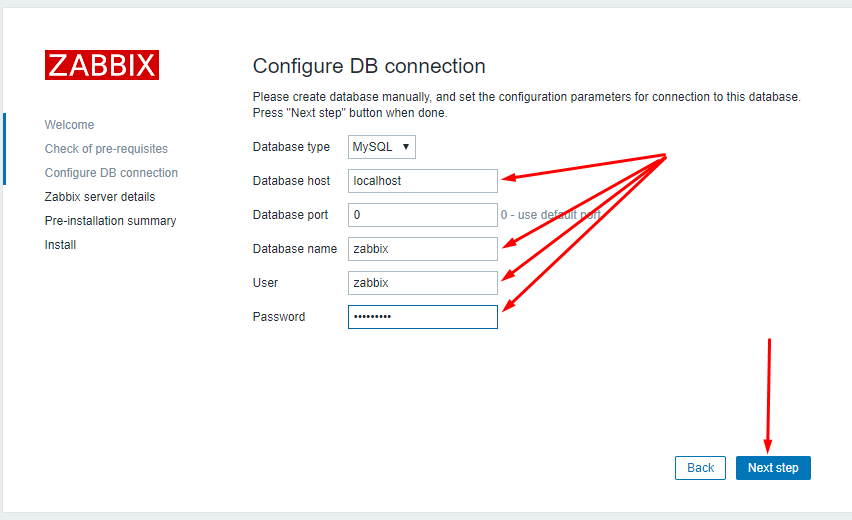 ZABBIX
Welcome
Check of pre-requisites
Configure DB connection
Zabbix server details
Pre-installation summary
Install
Configure DB connection
Please create database manually, and set the configuration parameters for connection to this database.
Press "Next step" button when done.
Database type MySQL ▼
Database host localhost
Database port 0 0 - use default port
Database name zabbix
User zabbix
Password •••••••••
Back Next step